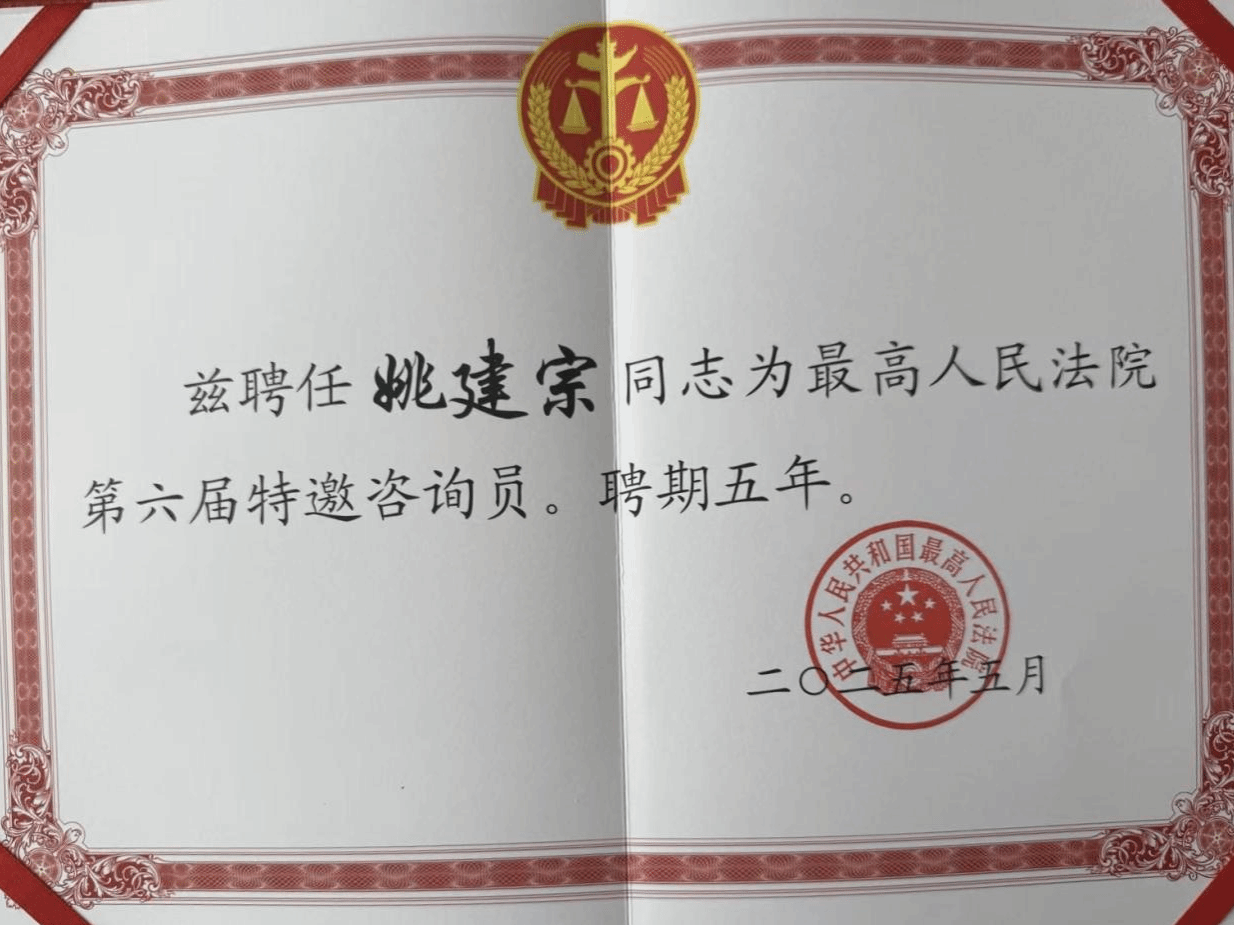 兹聘任姚建宗同志为最高人民法院
第六届特邀咨询员。聘期五年。
中华人民共和国最高人民法院
二〇二五年五月